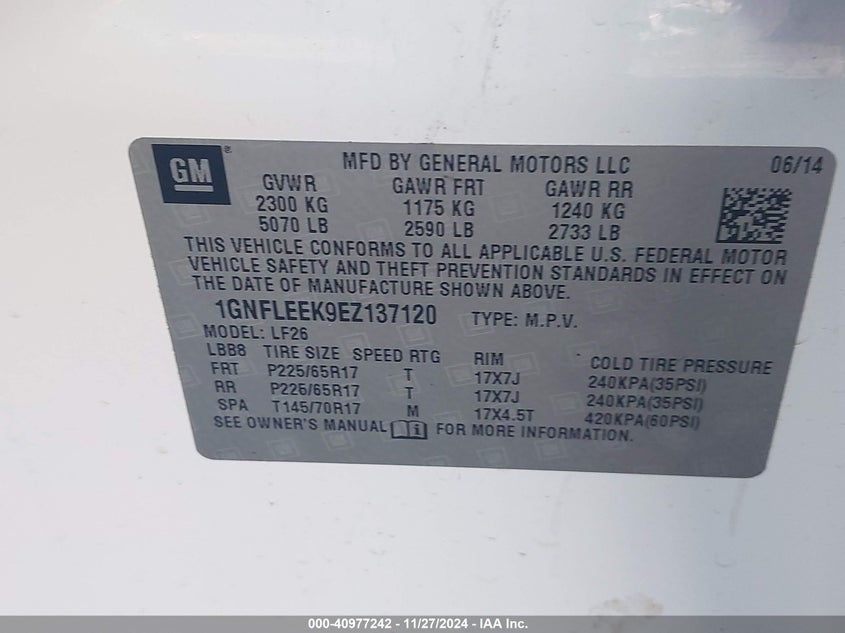 GM® MFD BY GENERAL MOTORS LLC 06/14
GVWR GAWR FRT GAWR RR
2300 KG 1175 KG 1240 KG
5070 LB 2590 LB 2733 LB
THIS VEHICLE CONFORMS TO ALL APPLICABLE U.S. FEDERAL MOTOR
VEHICLE SAFETY AND THEFT PREVENTION STANDARDS IN EFFECT ON
THE DATE OF MANUFACTURE SHOWN ABOVE.
1GNFLEEK9EZ137120 TYPE: M.P.V.
MODEL: LF26
LBB8 TIRE SIZE SPEED RTG RIM COLD TIRE PRESSURE
FRT P225/65R17 T 17X7J 240KPA(35PSI)
RR P225/65R17 T 17X7J 240KPA(35PSI)
SPA T145/70R17 M 17X4.5T 420KPA(60PSI)
SEE OWNER'S MANUAL FOR MORE INFORMATION.
000-40977242 - 11/27/2024 - IAA Inc.